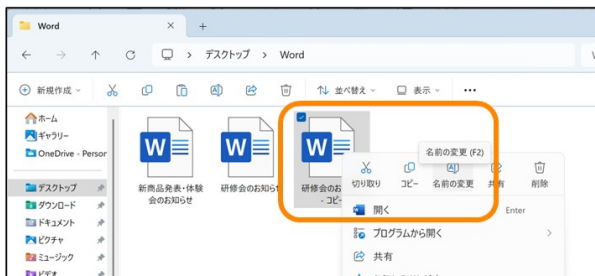 Word
デスクトップ
Word
新規作成
並べ替え
表示
ホーム
ギャラリー
OneDrive - Person
デスクトップ
ダウンロード
ドキュメント
ピクチャ
ミュージック
ビデオ
W
新商品発表・体験
会のお知らせ
W
研修会のお知らせ
W
研修会のお
- コピ
名前の変更 (F2)
切り取り
コピー
名前の変更
共有
削除
開く
Enter
プログラムから開く
共有